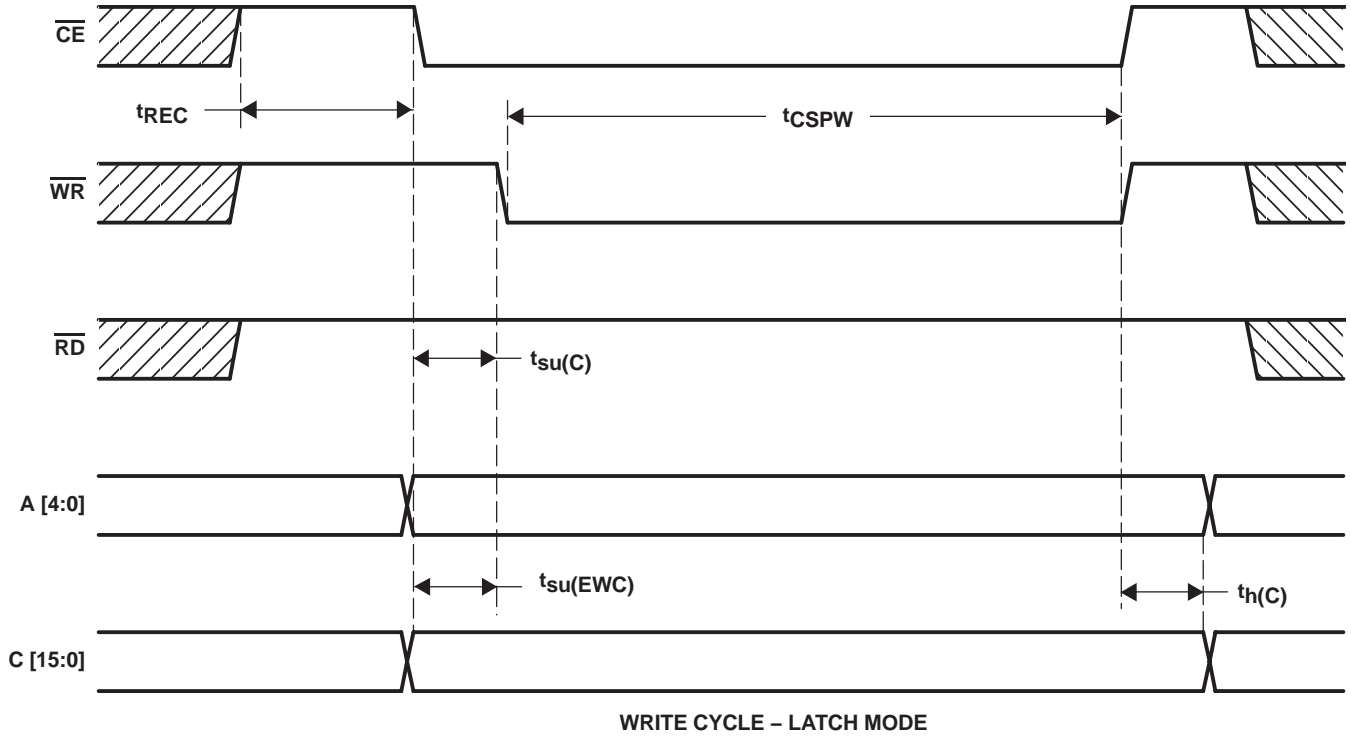 CE
tREC
tCSPW
WR
RD
tsu(C)
A [4:0]
tsu(EWC)
th(C)
C [15:0]
WRITE CYCLE – LATCH MODE